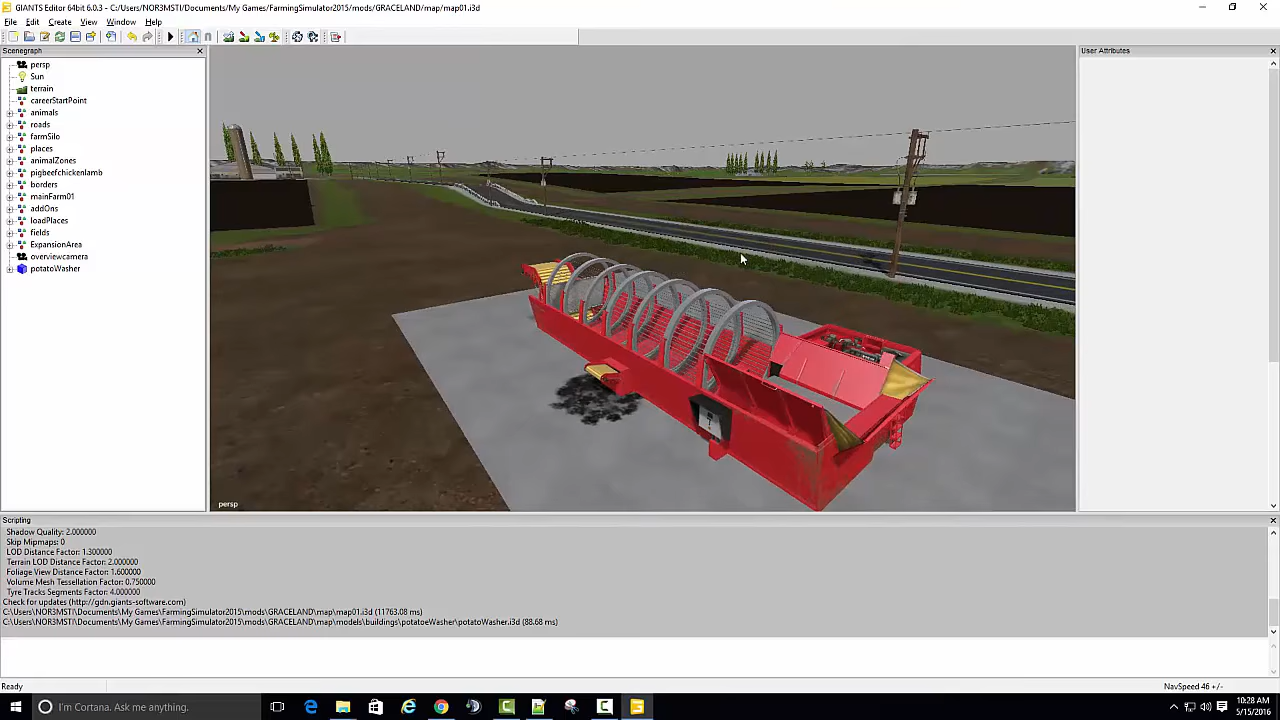 GIANTS Editor 64bit 6.0.3 - C:/Users/NOR3MSTI/Documents/My Games/FarmingSimulator2015/mods/GRACELAND/map/map01.i3d
File Edit Create View Window Help
Scenegraph
User Attributes
persp
Sun
terrain
careerStartPoint
animals
roads
farmSilo
places
animalZones
pigbeefchickenlamb
borders
mainFarm01
addOns
loadPlaces
fields
ExpansionArea
overviewcamera
potatoWasher
persp
Scripting
Shadow Quality: 2.000000
Skip Mipmaps: 0
LOD Distance Factor: 1.300000
Terrain LOD Distance Factor: 2.000000
Foliage View Distance Factor: 1.600000
Volume Mesh Tessellation Factor: 0.750000
Tyre Tracks Segments Factor: 4.000000
Check for updates (http://gdn.giants-software.com)
C:\Users\NOR3MSTI\Documents\My Games\FarmingSimulator2015\mods\GRACELAND\map\map01.i3d (11763.08 ms)
C:\Users\NOR3MSTI\Documents\My Games\FarmingSimulator2015\mods\GRACELAND\map\models\buildings\potatoeWasher\potatoWasher.i3d (88.68 ms)
Ready
NavSpeed 46 +/-
I'm Cortana. Ask me anything.
10:28 AM
5/15/2016